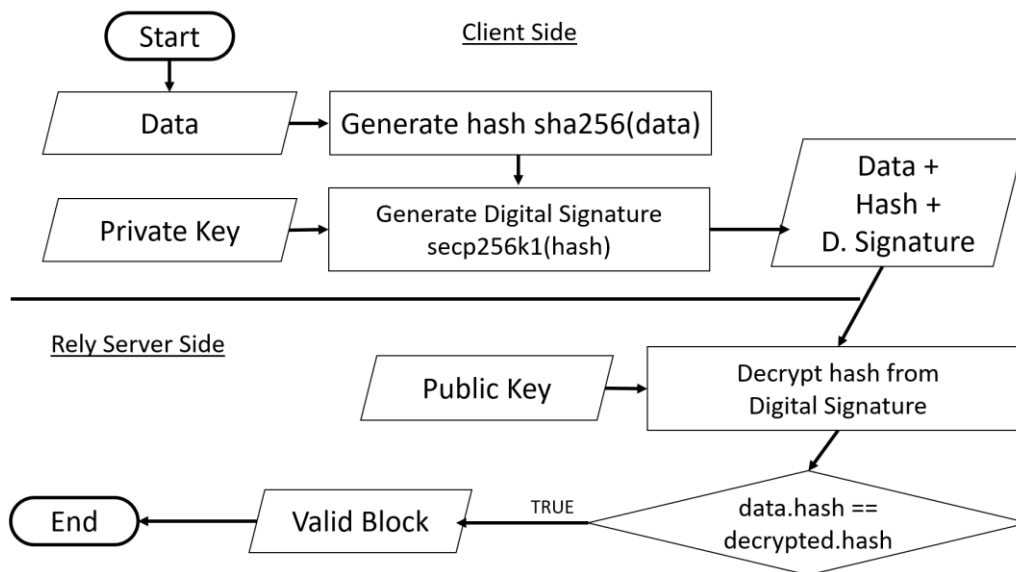 Start
Client Side
Data
Generate hash sha256(data)
Private Key
Generate Digital Signature
secp256k1(hash)
Data +
Hash +
D. Signature
Rely Server Side
Public Key
Decrypt hash from
Digital Signature
End
Valid Block
TRUE
data.hash ==
decrypted.hash